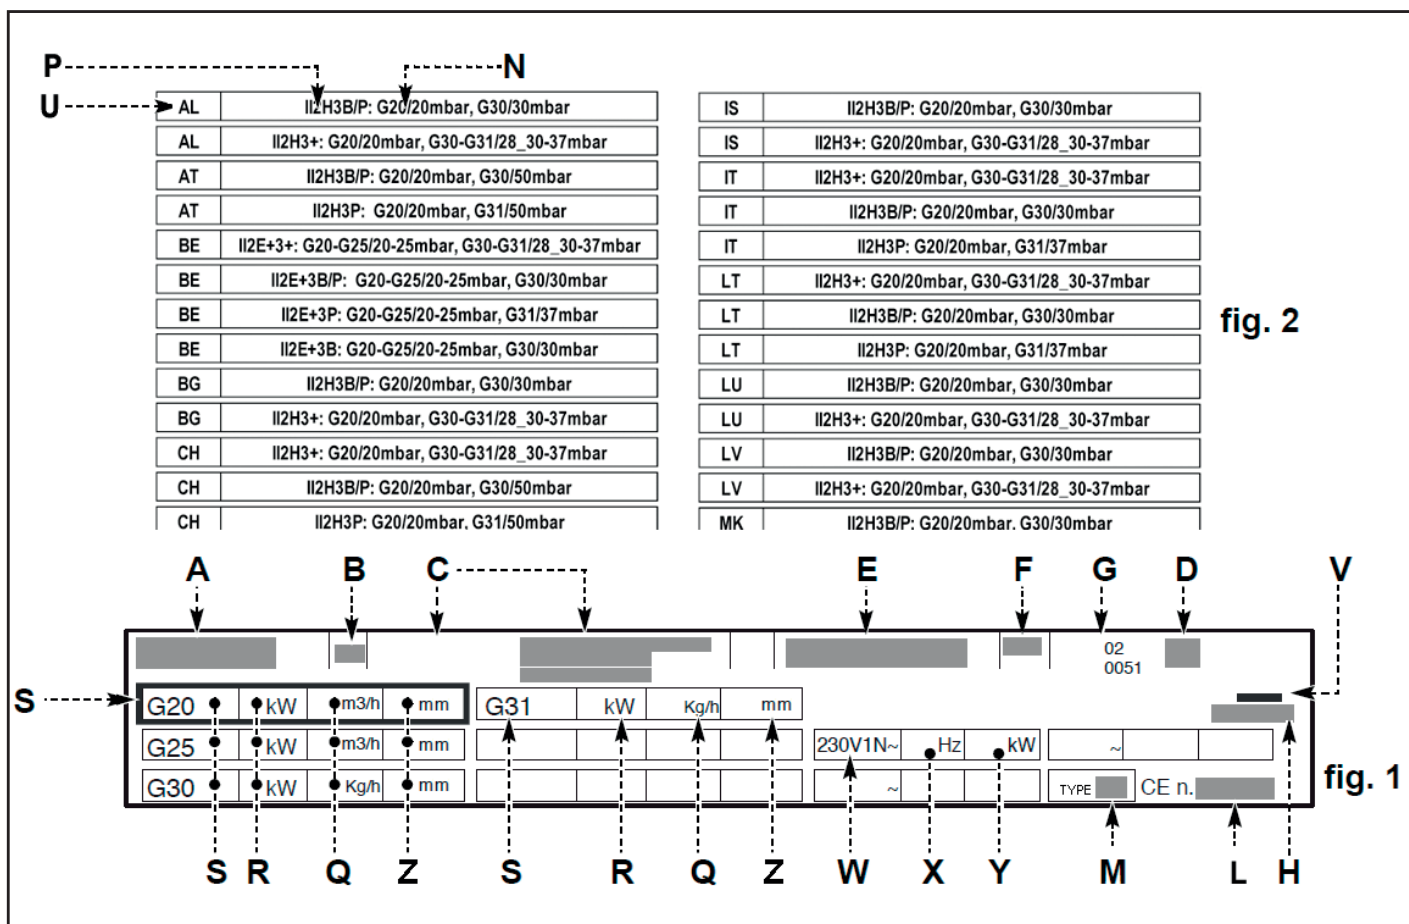 P N
U AL II2H3B/P: G20/20mbar, G30/30mbar
AL II2H3+: G20/20mbar, G30-G31/28_30-37mbar
AT II2H3B/P: G20/20mbar, G30/50mbar
AT II2H3P: G20/20mbar, G31/50mbar
BE II2E+3+: G20-G25/20-25mbar, G30-G31/28_30-37mbar
BE II2E+3B/P: G20-G25/20-25mbar, G30/30mbar
BE II2E+3P: G20-G25/20-25mbar, G31/37mbar
BE II2E+3B: G20-G25/20-25mbar, G30/30mbar
BG II2H3B/P: G20/20mbar, G30/30mbar
BG II2H3+: G20/20mbar, G30-G31/28_30-37mbar
CH II2H3+: G20/20mbar, G30-G31/28_30-37mbar
CH II2H3B/P: G20/20mbar, G30/50mbar
CH II2H3P: G20/20mbar, G31/50mbar
IS II2H3B/P: G20/20mbar, G30/30mbar
IS II2H3+: G20/20mbar, G30-G31/28_30-37mbar
IT II2H3+: G20/20mbar, G30-G31/28_30-37mbar
IT II2H3B/P: G20/20mbar, G30/30mbar
IT II2H3P: G20/20mbar, G31/37mbar
LT II2H3+: G20/20mbar, G30-G31/28_30-37mbar
LT II2H3B/P: G20/20mbar, G30/30mbar
LT II2H3P: G20/20mbar, G31/37mbar
LU II2H3B/P: G20/20mbar, G30/30mbar
LU II2H3+: G20/20mbar, G30-G31/28_30-37mbar
LV II2H3B/P: G20/20mbar, G30/30mbar
LV II2H3+: G20/20mbar, G30-G31/28_30-37mbar
MK II2H3B/P: G20/20mbar, G30/30mbar
fig. 2
A B C E F G D V
02
0051
S G20 kW m3/h mm G31 kW Kg/h mm
G25 kW m3/h mm 230V1N~ Hz kW ~
G30 kW Kg/h mm ~ TYPE CE n.
fig. 1
S R Q Z S R Q Z W X Y M L H